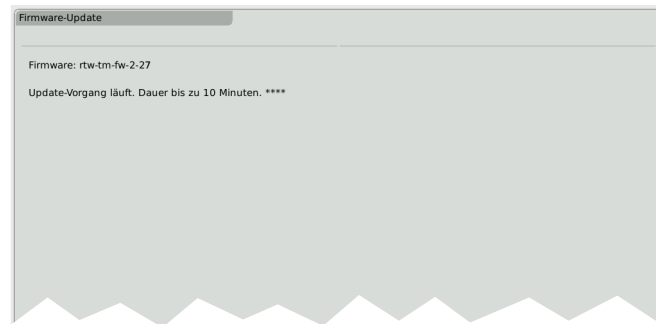 Firmware-Update
Firmware: rtw-tm-fw-2-27
Update-Vorgang läuft. Dauer bis zu 10 Minuten. ****